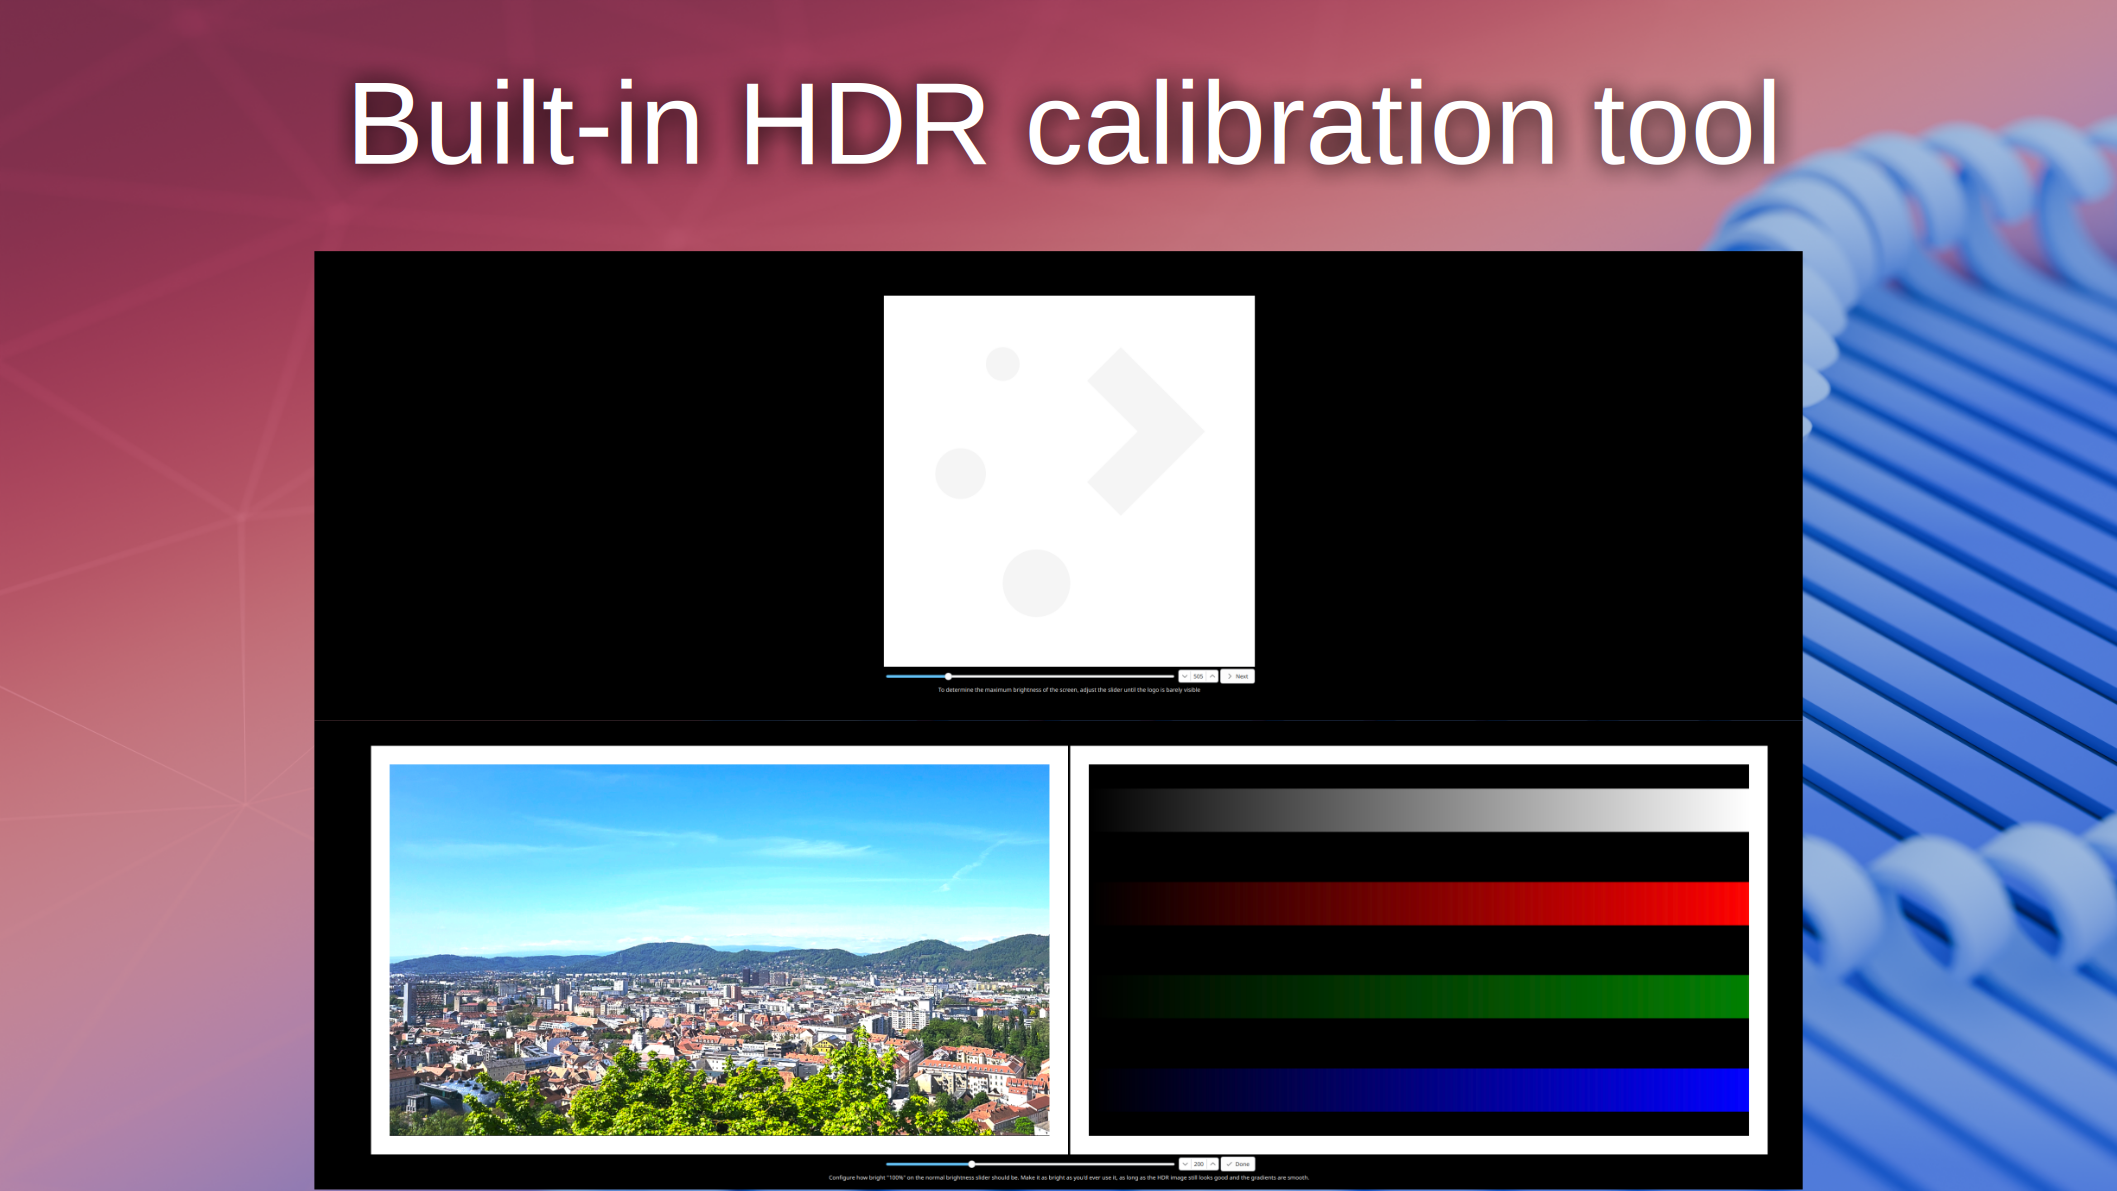 Built-in HDR calibration tool
505
Next
To determine the maximum brightness of the screen, adjust the slider until the logo is barely visible
200
Done
Configure how bright "100%" on the normal brightness slider should be. Make it as bright as you'd ever use it, as long as the HDR image still looks good and the gradients are smooth.